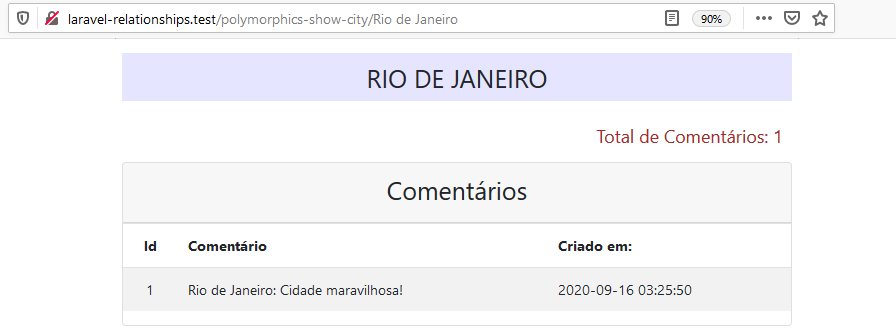 laravel-relationships.test/polymorphics-show-city/Rio de Janeiro 90%
RIO DE JANEIRO
Total de Comentários: 1
Comentários
Id Comentário Criado em:
1 Rio de Janeiro: Cidade maravilhosa! 2020-09-16 03:25:50